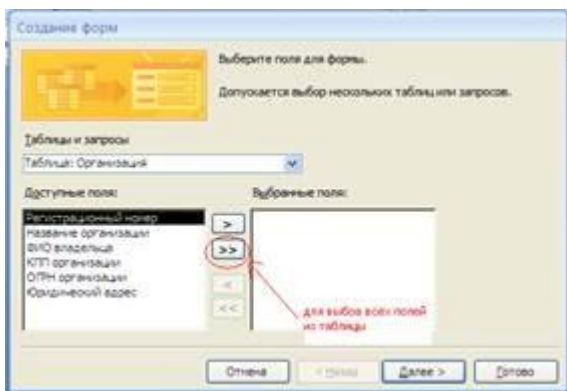 Создание форм
Выберите поля для формы.
Допускается выбор нескольких таблиц или запросов.
Таблицы и запросы
Таблица: Организация
Доступные поля:
Выбранные поля:
Регистрационный номер
Название организации
ФИО владельца
КПП организации
ОГРН организации
Юридический адрес
>
>>
<
<<
для выбов всех полей
из таблицы
Отмена
< Назад
Далее >
Готово